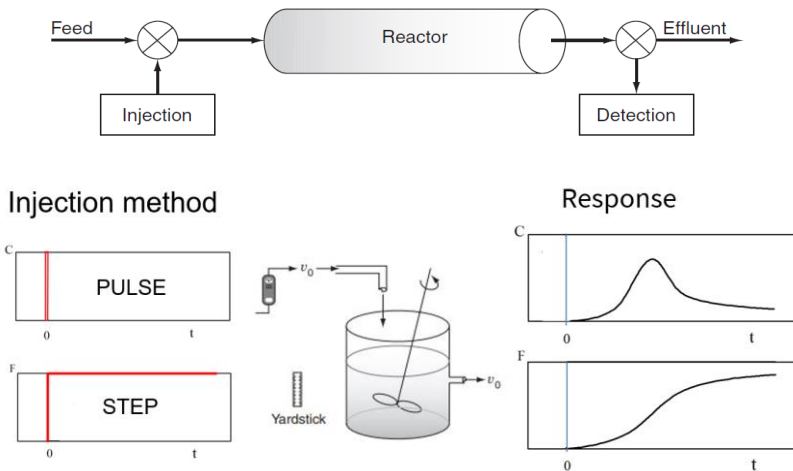 Feed
Reactor
Effluent
Injection
Detection
Injection method
Response
C
PULSE
0
t
F
STEP
0
t
v₀
Yardstick
v₀
C
0
t
F
0
t